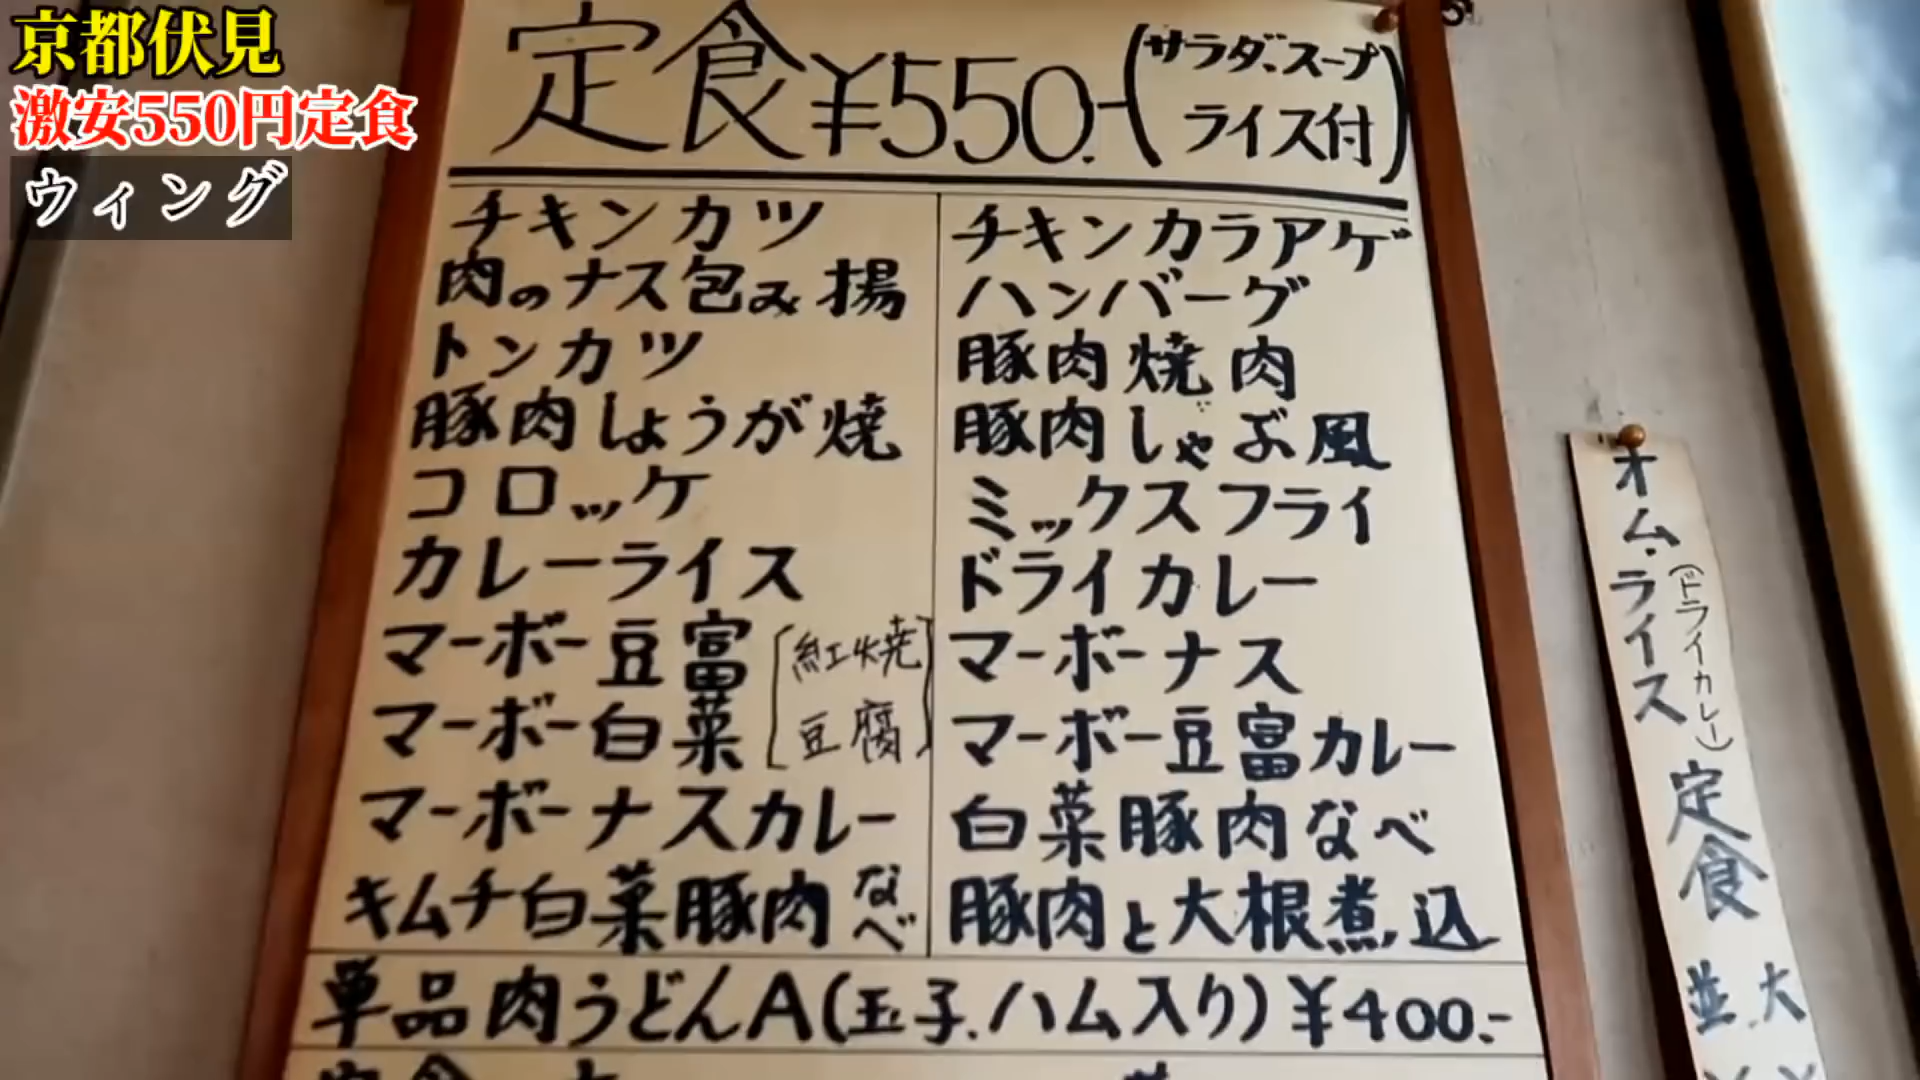 京都伏見
激安550円定食
ウィング
定食¥550.-(サラダ、スープ
ライス付)
チキンカツ
肉のナス包み揚
トンカツ
豚肉しょうが焼
コロッケ
カレーライス
マーボー豆富
マーボー白菜
[紅焼
豆腐]
マーボーナスカレー
キムチ白菜豚肉なべ
チキンカラアゲ
ハンバーグ
豚肉焼肉
豚肉しゃぶ風
ミックスフライ
ドライカレー
マーボーナス
マーボー豆富カレー
白菜豚肉なべ
豚肉と大根煮込
単品肉うどんA(玉子、ハム入り)¥400.-
オム・ライス
(ドライカレー)
定食
並、大